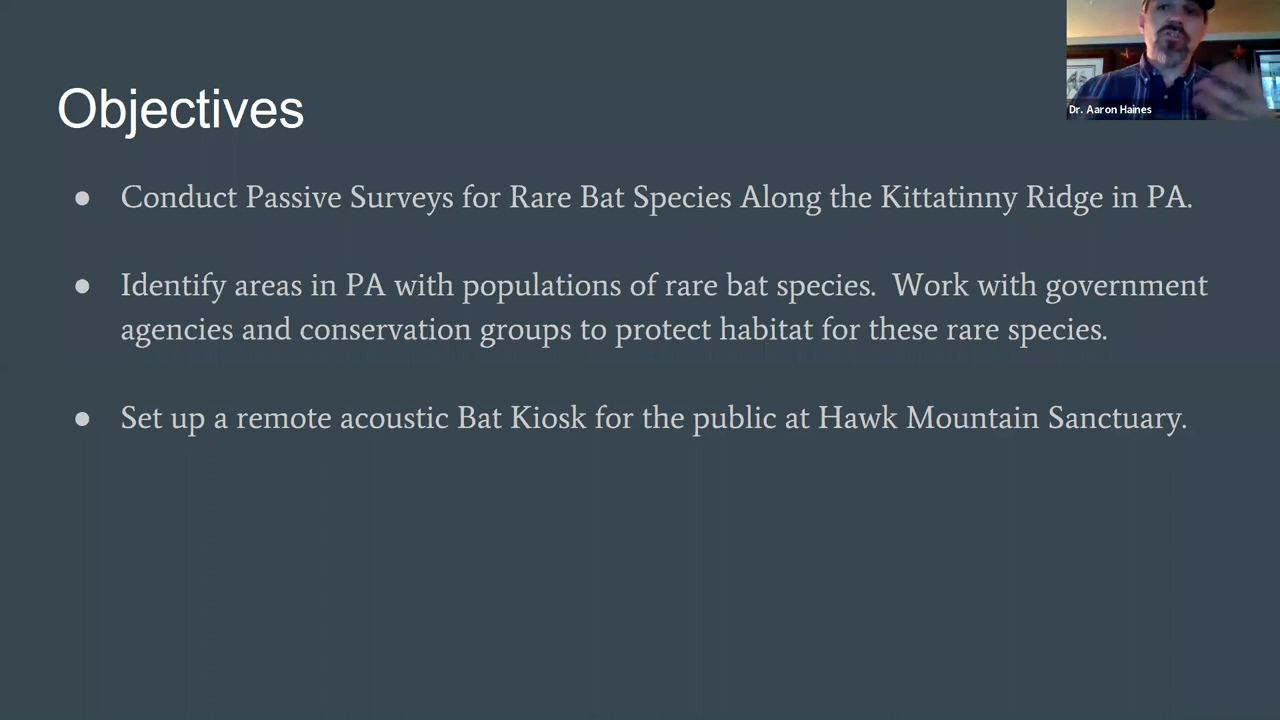 Dr. Aaron Haines
Objectives
● Conduct Passive Surveys for Rare Bat Species Along the Kittatinny Ridge in PA.
● Identify areas in PA with populations of rare bat species.  Work with government
agencies and conservation groups to protect habitat for these rare species.
● Set up a remote acoustic Bat Kiosk for the public at Hawk Mountain Sanctuary.